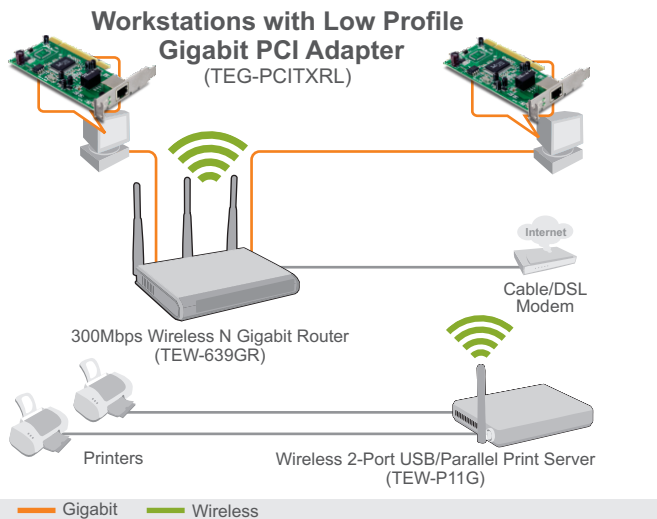 Workstations with Low Profile
Gigabit PCI Adapter
(TEG-PCITXRL)
Internet
Cable/DSL
Modem
300Mbps Wireless N Gigabit Router
(TEW-639GR)
Printers
Wireless 2-Port USB/Parallel Print Server
(TEW-P11G)
Gigabit Wireless